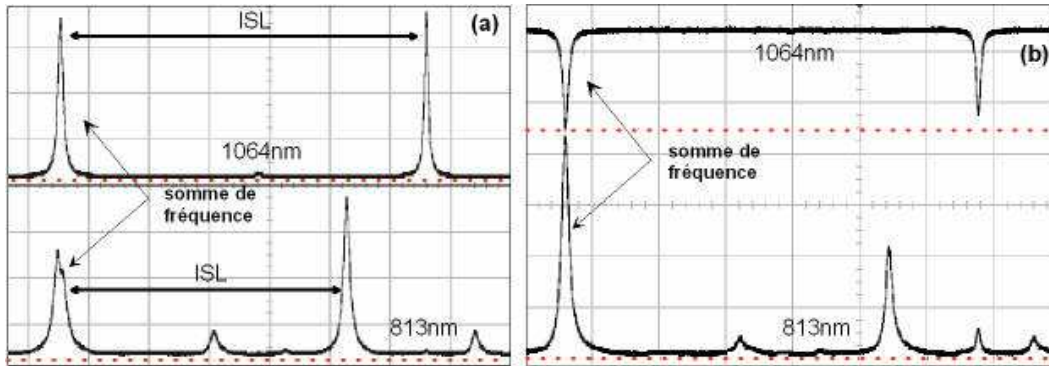 ISL
(a)
1064nm
somme de
fréquence
ISL
813nm
(b)
1064nm
somme de
fréquence
813nm